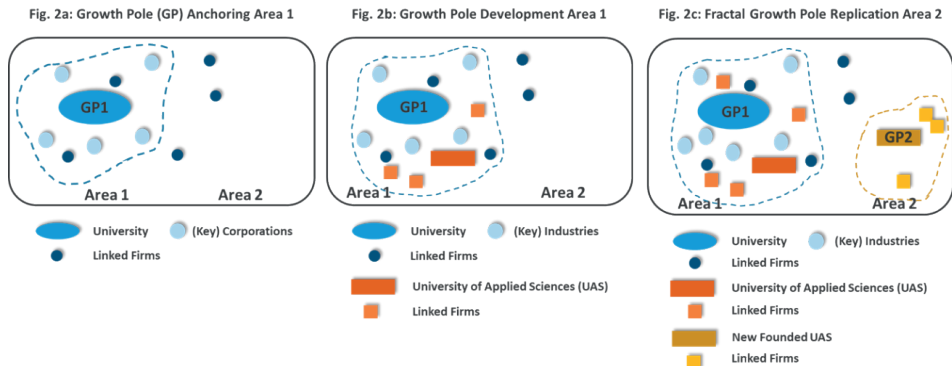 Fig. 2a: Growth Pole (GP) Anchoring Area 1
GP1
Area 1
Area 2
University
(Key) Corporations
Linked Firms
Fig. 2b: Growth Pole Development Area 1
GP1
Area 1
Area 2
University
(Key) Industries
Linked Firms
University of Applied Sciences (UAS)
Linked Firms
Fig. 2c: Fractal Growth Pole Replication Area 2
GP1
GP2
Area 1
Area 2
University
(Key) Industries
Linked Firms
University of Applied Sciences (UAS)
Linked Firms
New Founded UAS
Linked Firms